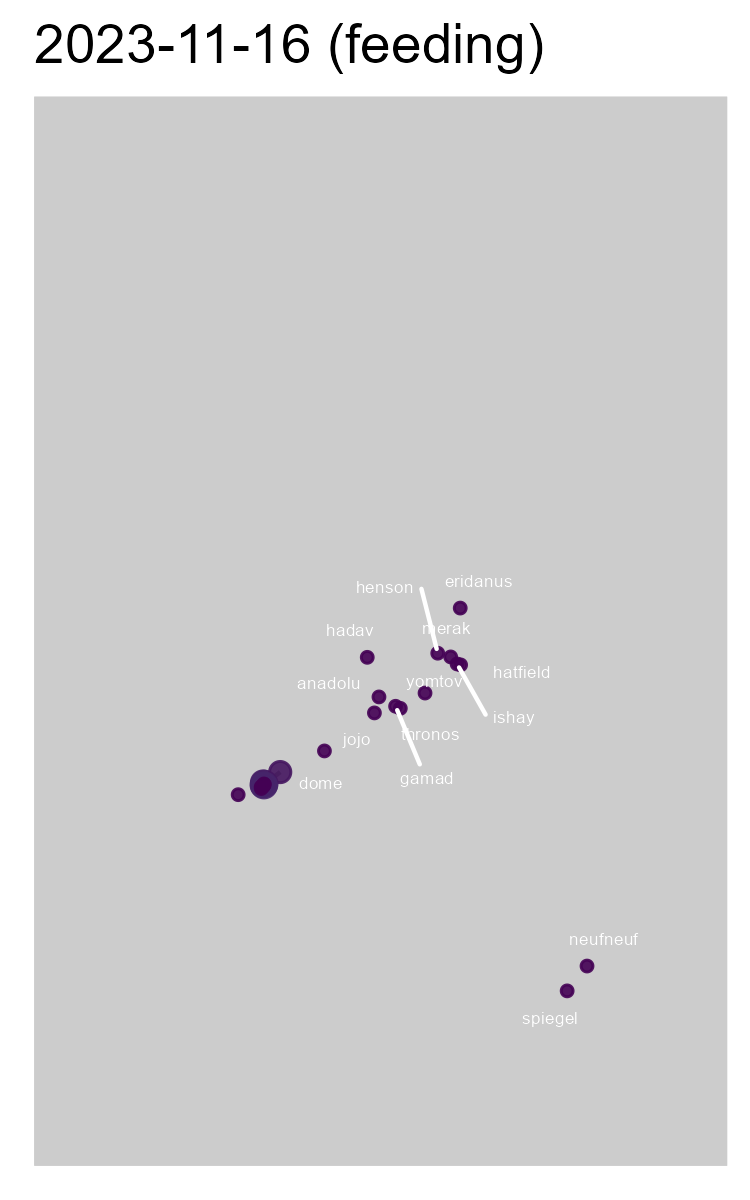 2023-11-16 (feeding)
eridanus
henson
merak
hadav
hatfield
yomtov
anadolu
ishay
thronos
jojo
gamad
dome
neufneuf
spiegel